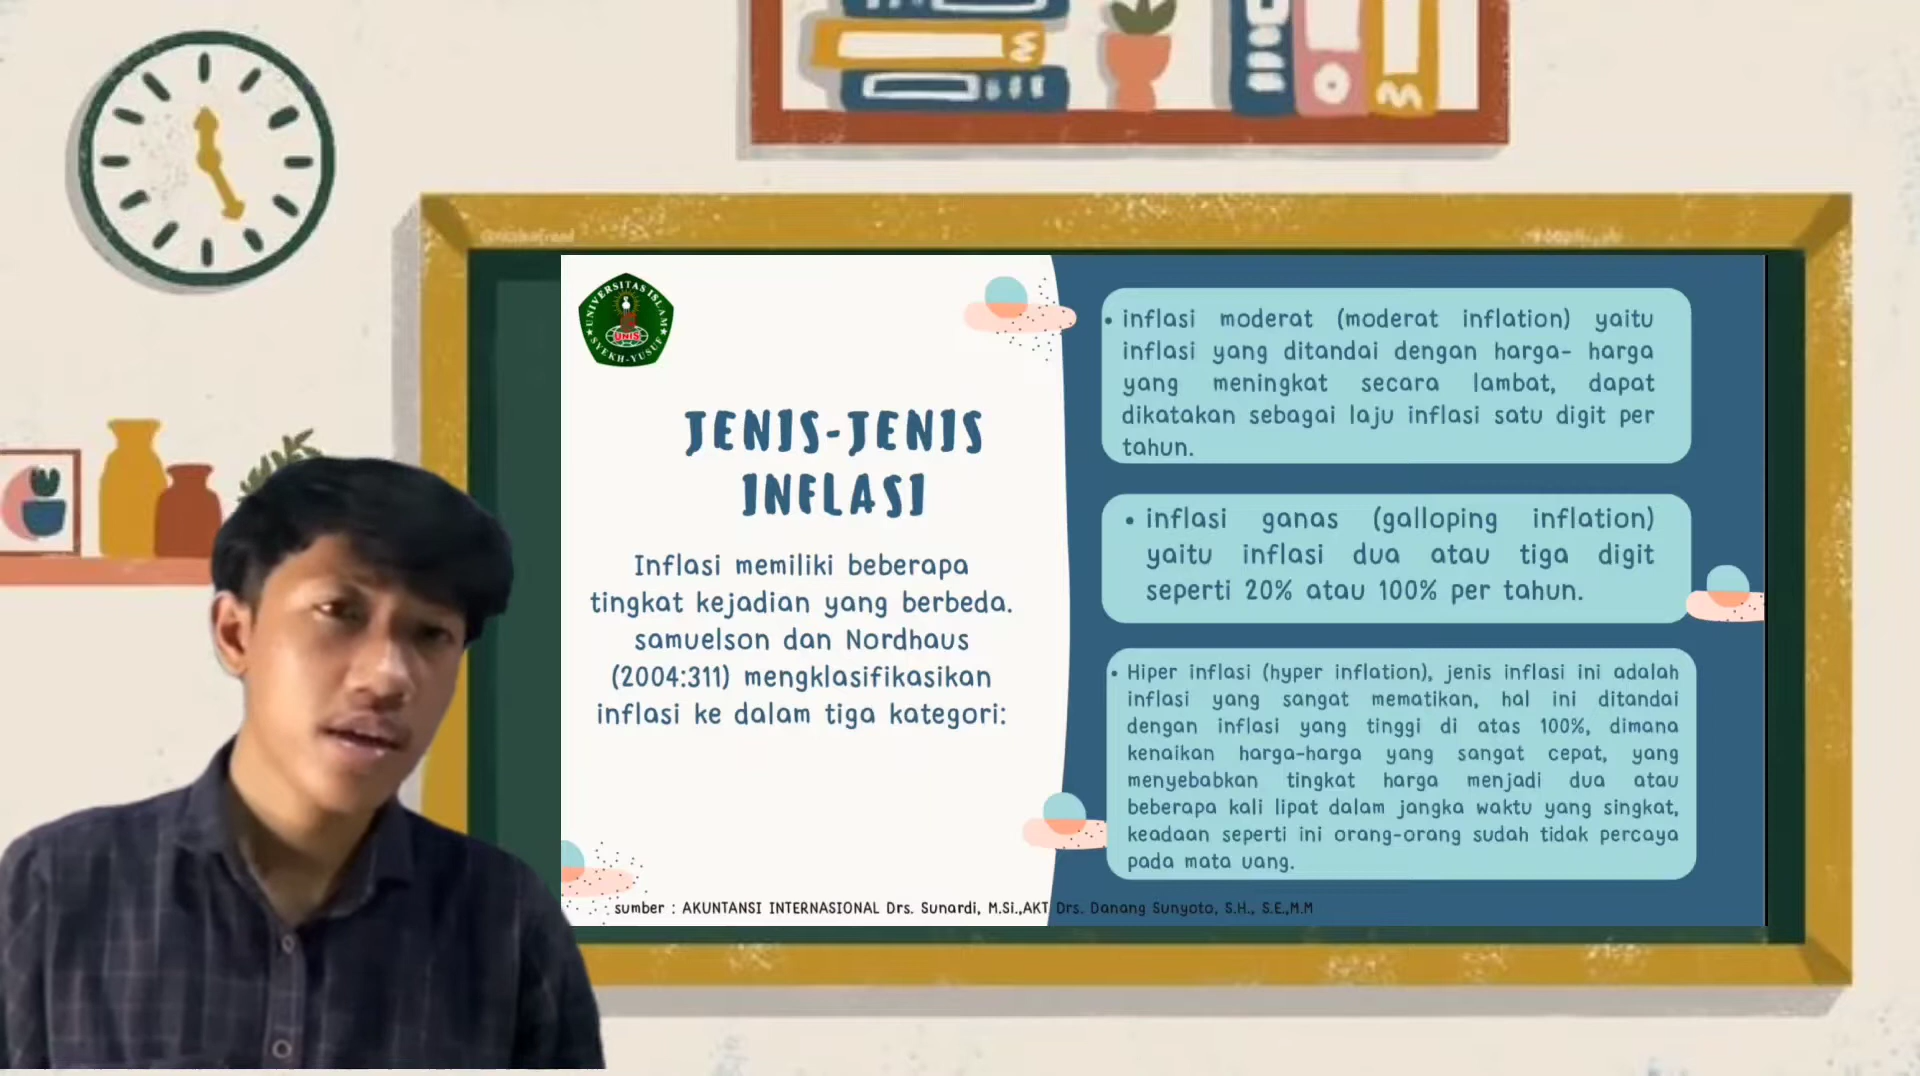 UNIVERSITAS ISLAM
UNIS
SYEKH-YUSUF
JENIS-JENIS
INFLASI
Inflasi memiliki beberapa
tingkat kejadian yang berbeda.
samuelson dan Nordhaus
(2004:311) mengklasifikasikan
inflasi ke dalam tiga kategori:
• inflasi moderat (moderat inflation) yaitu
inflasi yang ditandai dengan harga- harga
yang meningkat secara lambat, dapat
dikatakan sebagai laju inflasi satu digit per
tahun.
• inflasi ganas (galloping inflation)
yaitu inflasi dua atau tiga digit
seperti 20% atau 100% per tahun.
• Hiper inflasi (hyper inflation), jenis inflasi ini adalah
inflasi yang sangat mematikan, hal ini ditandai
dengan inflasi yang tinggi di atas 100%, dimana
kenaikan harga-harga yang sangat cepat, yang
menyebabkan tingkat harga menjadi dua atau
beberapa kali lipat dalam jangka waktu yang singkat,
keadaan seperti ini orang-orang sudah tidak percaya
pada mata uang.
sumber : AKUNTANSI INTERNASIONAL Drs. Sunardi, M.Si.,AKT Drs. Danang Sunyoto, S.H., S.E.,M.M